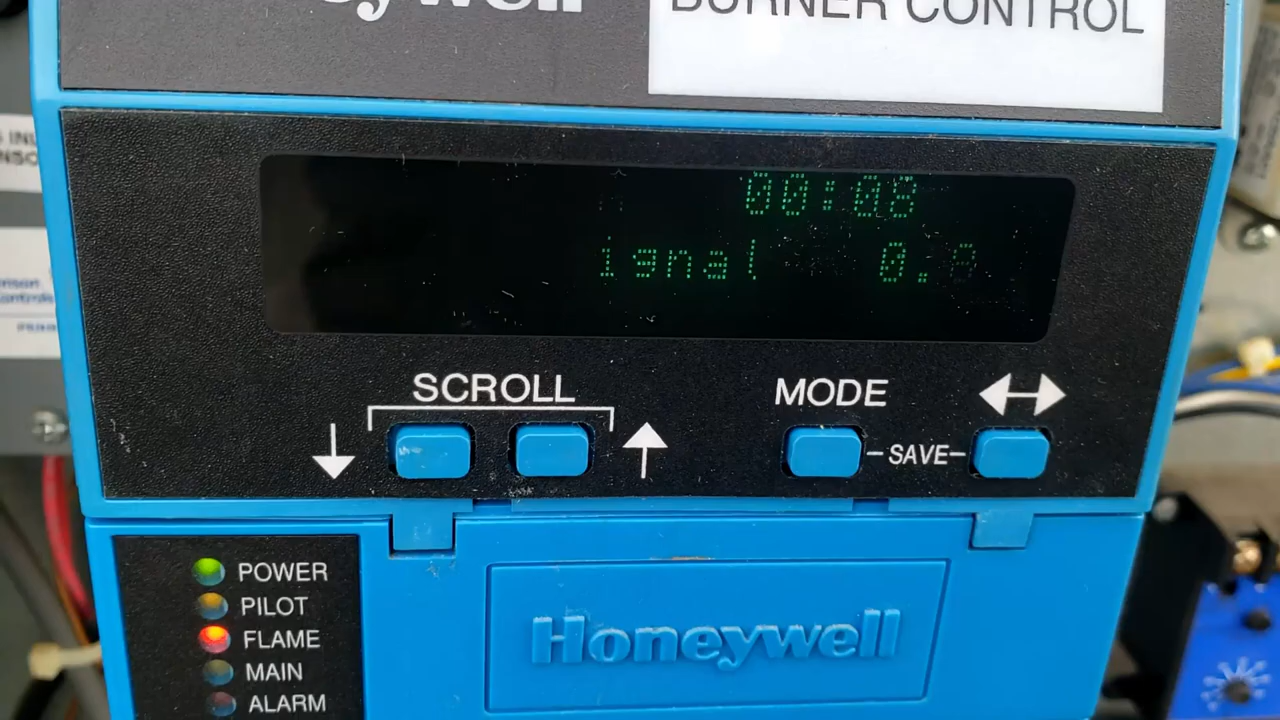 BURNER CONTROL
00:08
ignal 0.0
SCROLL
MODE
-SAVE-
Honeywell
POWER
PILOT
FLAME
MAIN
ALARM